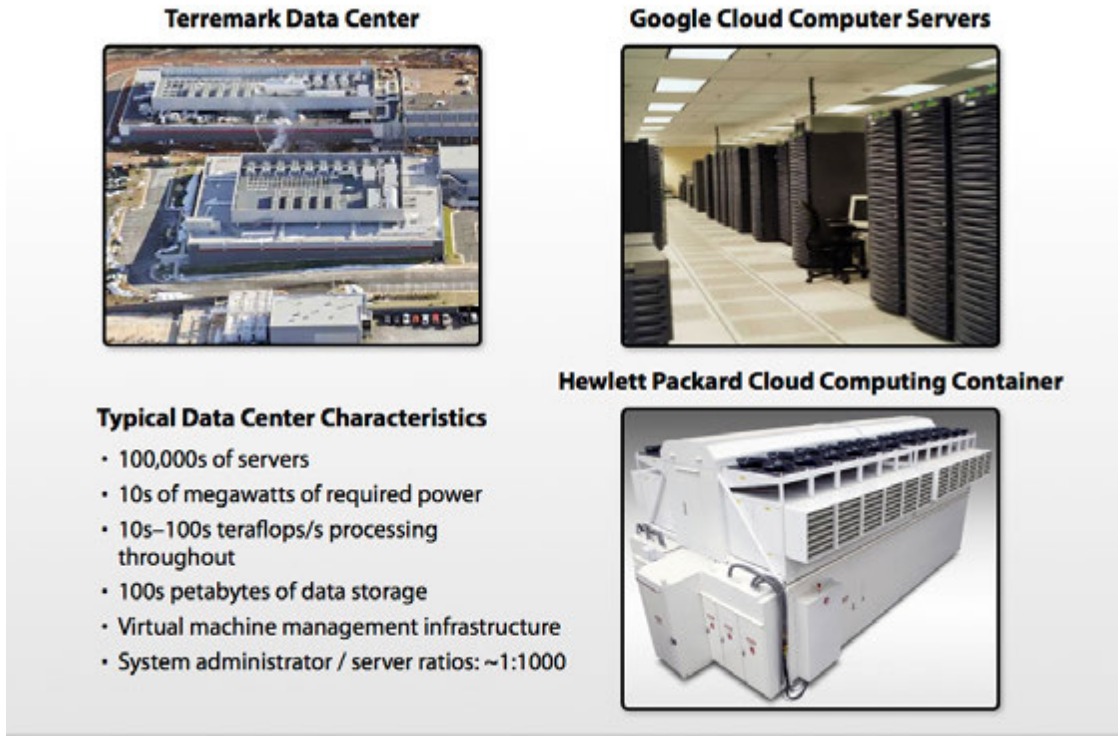 Terremark Data Center
Google Cloud Computer Servers
Hewlett Packard Cloud Computing Container
Typical Data Center Characteristics
• 100,000s of servers
• 10s of megawatts of required power
• 10s–100s teraflops/s processing
throughout
• 100s petabytes of data storage
• Virtual machine management infrastructure
• System administrator / server ratios: ~1:1000